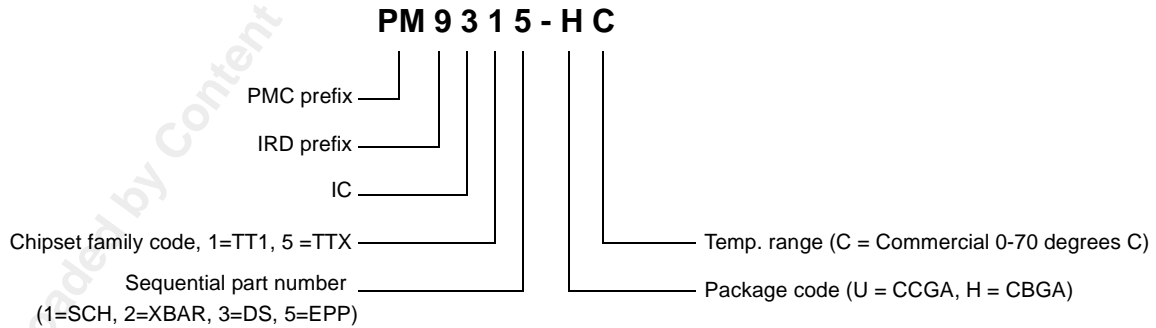 PM 9 3 1 5 - H C
PMC prefix
IRD prefix
IC
Chipset family code, 1=TT1, 5 =TTX
Temp. range (C = Commercial 0-70 degrees C)
Sequential part number
(1=SCH, 2=XBAR, 3=DS, 5=EPP)
Package code (U = CCGA, H = CBGA)
by Content